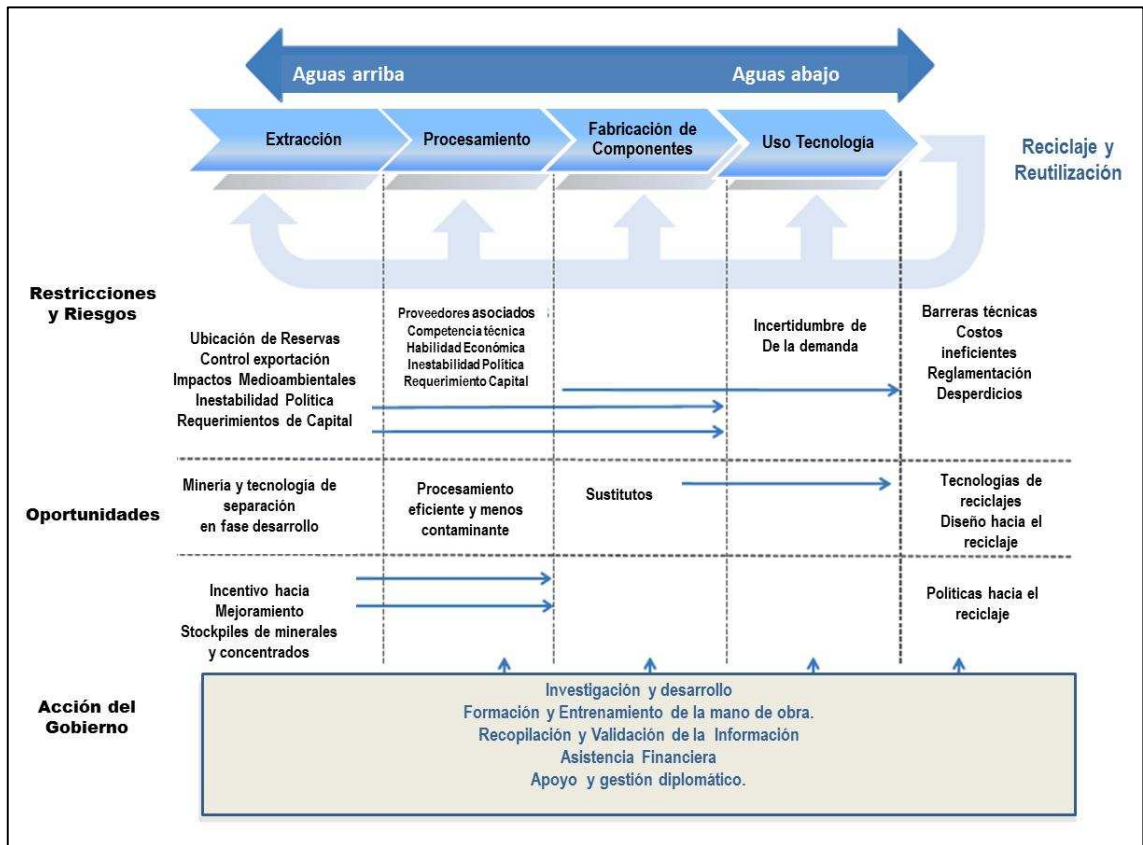 Aguas arriba
Aguas abajo
Extracción
Procesamiento
Fabricación de
Componentes
Uso Tecnología
Reciclaje y
Reutilización
Restricciones
y Riesgos
Ubicación de Reservas
Control exportación
Impactos Medioambientales
Inestabilidad Política
Requerimientos de Capital
Proveedores asociados
Competencia técnica
Habilidad Económica
Inestabilidad Política
Requerimiento Capital
Incertidumbre de
De la demanda
Barreras técnicas
Costos
ineficientes
Reglamentación
Desperdicios
Oportunidades
Minería y tecnología de
separación
en fase desarrollo
Procesamiento
eficiente y menos
contaminante
Sustitutos
Tecnologías de
reciclajes
Diseño hacia el
reciclaje
Incentivo hacia
Mejoramiento
Stockpiles de minerales
y concentrados
Políticas hacia el
reciclaje
Acción del
Gobierno
Investigación y desarrollo
Formación y Entrenamiento de la mano de obra.
Recopilación y Validación de la Información
Asistencia Financiera
Apoyo y gestión diplomático.